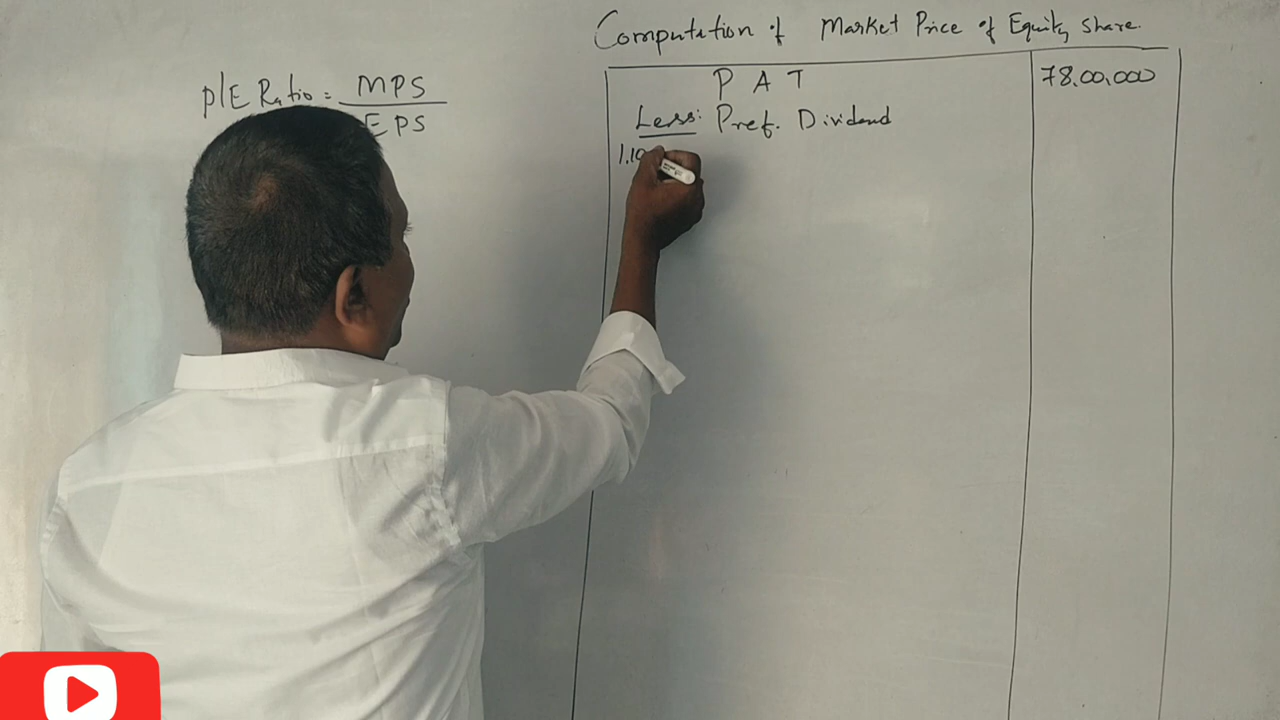 Computation of Market Price of Equity Share.
P/E Ratio = MPS
EPS
P A T 78,00,000
Less: Pref. Dividend
1.10